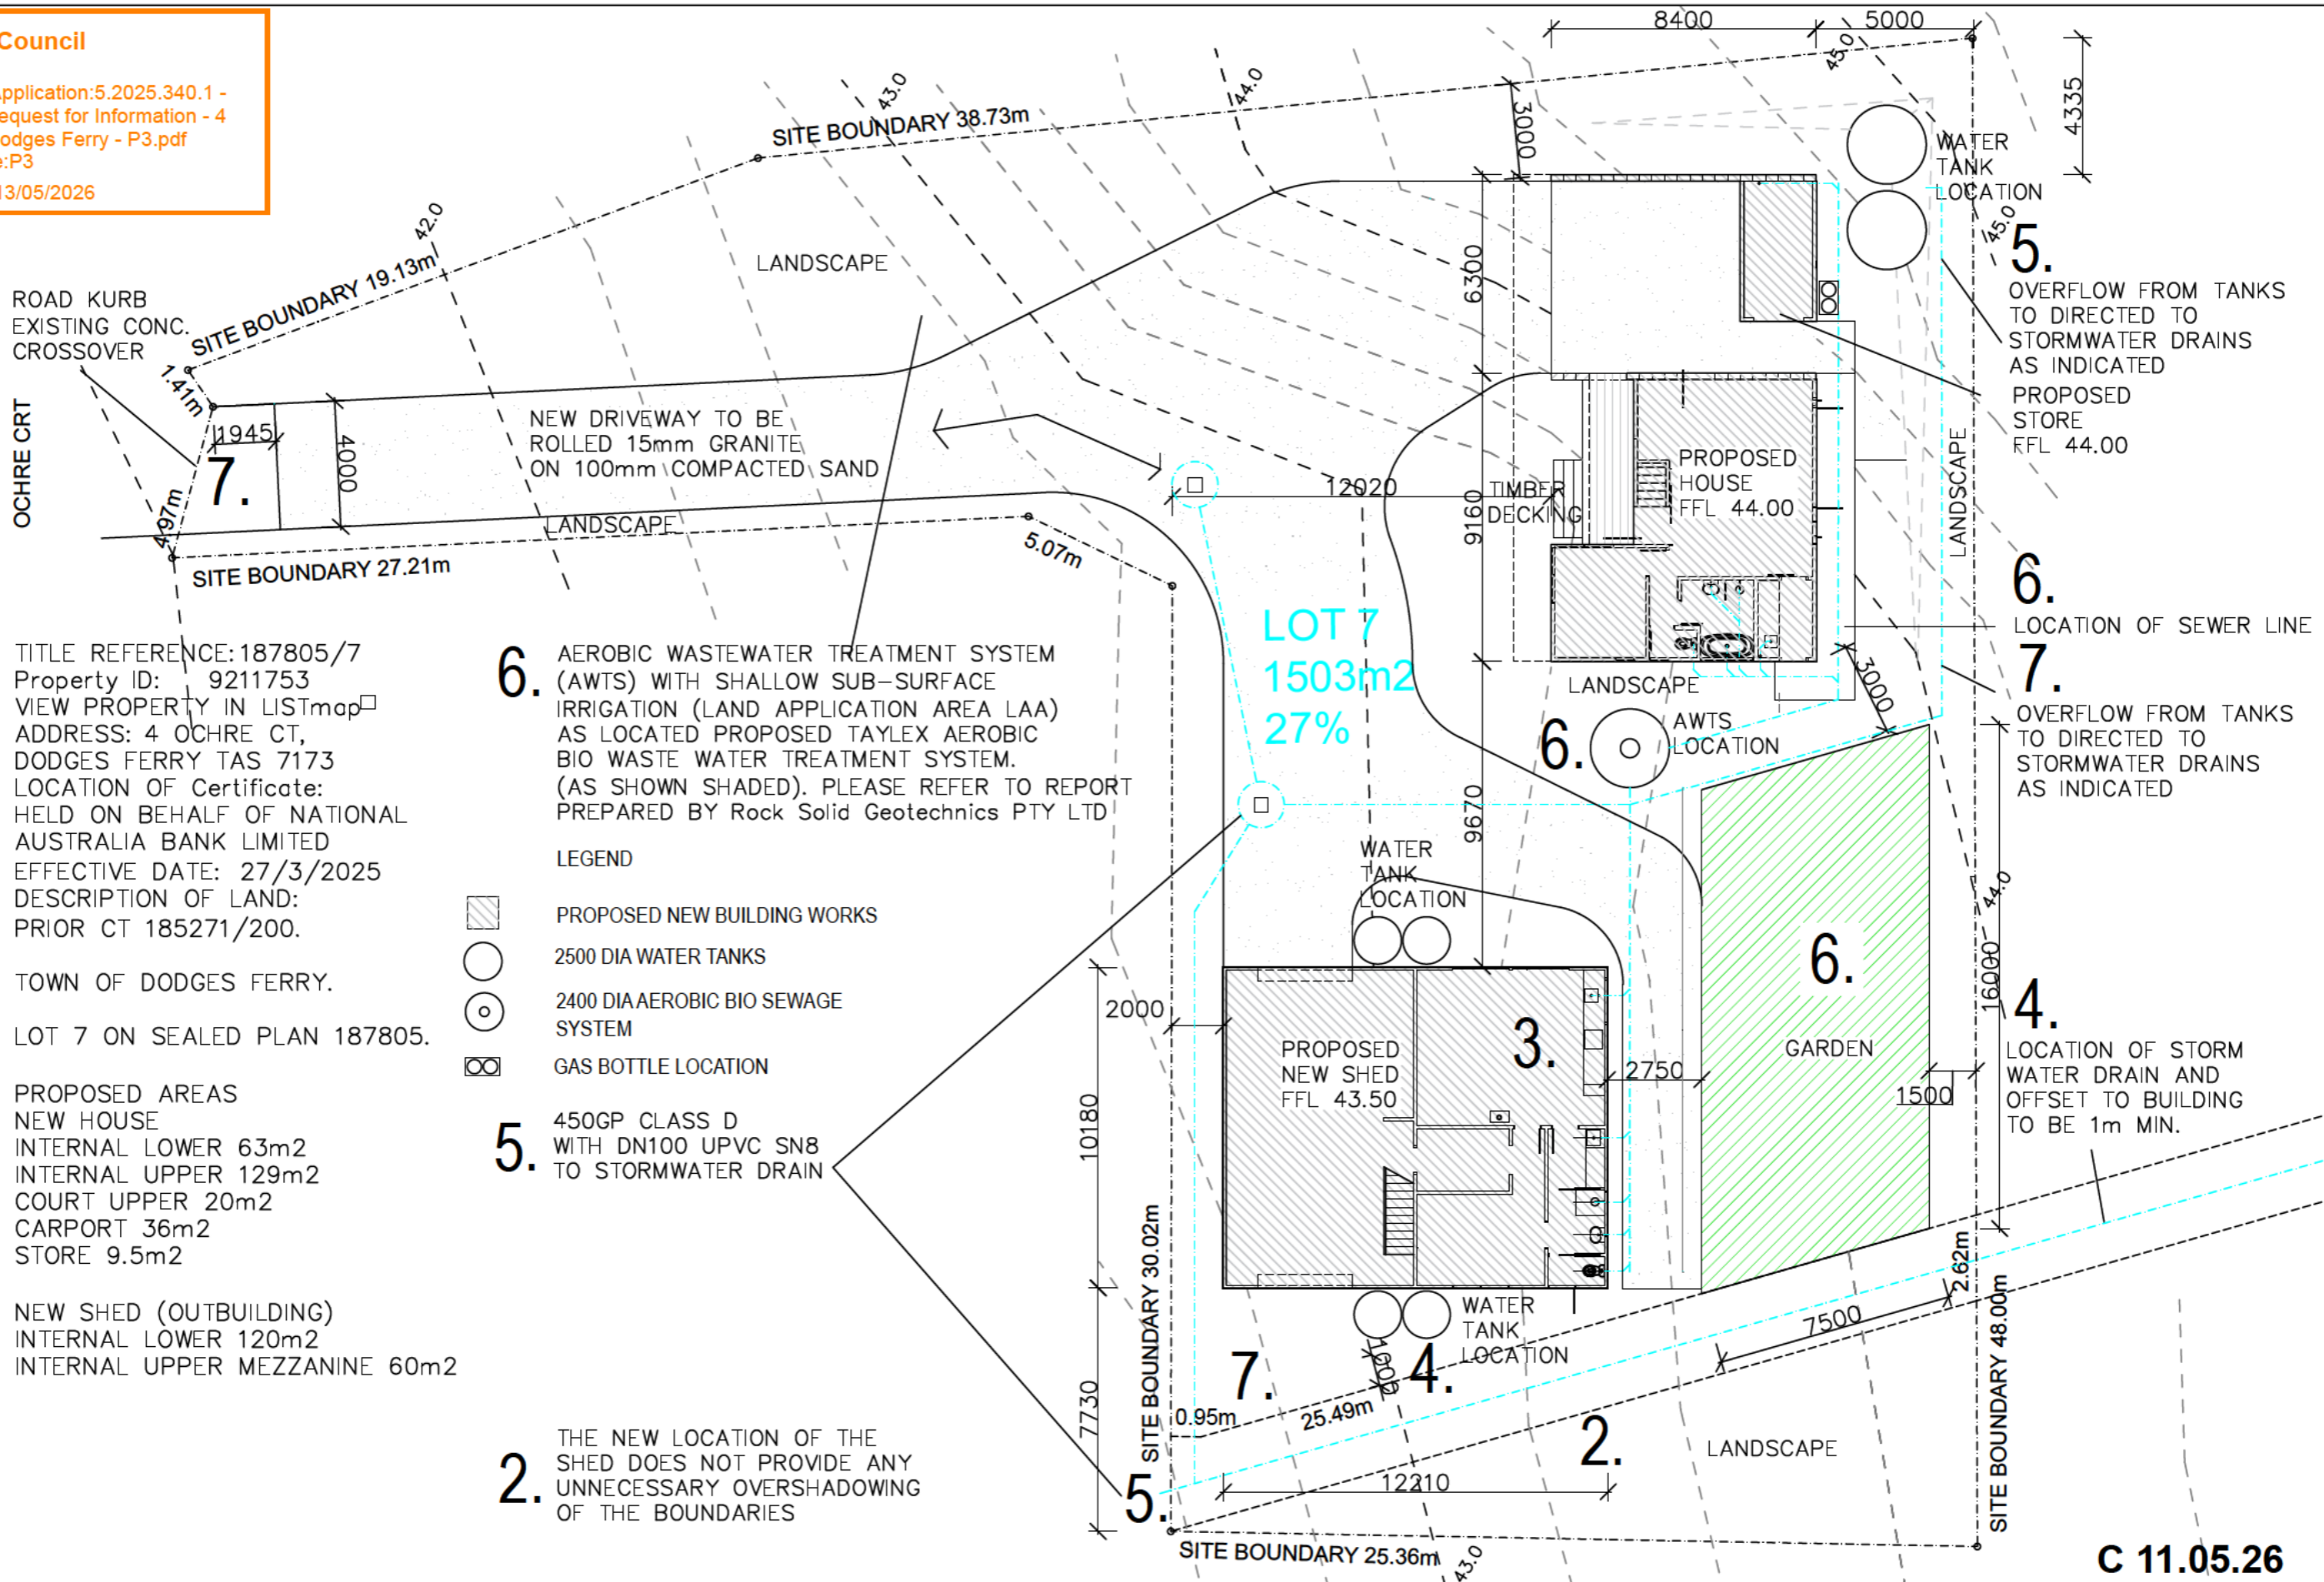 Council
Application:5.2025.340.1 -
equest for Information - 4
odges Ferry - P3.pdf
e:P3
13/05/2026
8400
5000
4335
45.0
44.0
43.0
42.0
SITE BOUNDARY 38.73m
3000
WATER
TANK
LOCATION
45.0
5.
OVERFLOW FROM TANKS
TO DIRECTED TO
STORMWATER DRAINS
AS INDICATED
PROPOSED
STORE
FFL 44.00
LANDSCAPE
SITE BOUNDARY 19.13m
ROAD KURB
EXISTING CONC.
CROSSOVER
1.41m
OCHRE CRT
1945
4000
7.
4.97m
NEW DRIVEWAY TO BE
ROLLED 15mm GRANITE
ON 100mm COMPACTED SAND
LANDSCAPE
SITE BOUNDARY 27.21m
5.07m
6300
12020
TIMBER
DECKING
9160
PROPOSED
HOUSE
FFL 44.00
LANDSCAPE
6.
LOCATION OF SEWER LINE
7.
OVERFLOW FROM TANKS
TO DIRECTED TO
STORMWATER DRAINS
AS INDICATED
3000
LOT 7
1503m2
27%
LANDSCAPE
6.
AWTS
LOCATION
9670
WATER
TANK
LOCATION
TITLE REFERENCE: 187805/7
Property ID: 9211753
VIEW PROPERTY IN LISTmap
ADDRESS: 4 OCHRE CT,
DODGES FERRY TAS 7173
LOCATION OF Certificate:
HELD ON BEHALF OF NATIONAL
AUSTRALIA BANK LIMITED
EFFECTIVE DATE: 27/3/2025
DESCRIPTION OF LAND:
PRIOR CT 185271/200.
TOWN OF DODGES FERRY.
LOT 7 ON SEALED PLAN 187805.
PROPOSED AREAS
NEW HOUSE
INTERNAL LOWER 63m2
INTERNAL UPPER 129m2
COURT UPPER 20m2
CARPORT 36m2
STORE 9.5m2
NEW SHED (OUTBUILDING)
INTERNAL LOWER 120m2
INTERNAL UPPER MEZZANINE 60m2
6.
AEROBIC WASTEWATER TREATMENT SYSTEM
(AWTS) WITH SHALLOW SUB-SURFACE
IRRIGATION (LAND APPLICATION AREA LAA)
AS LOCATED PROPOSED TAYLEX AEROBIC
BIO WASTE WATER TREATMENT SYSTEM.
(AS SHOWN SHADED). PLEASE REFER TO REPORT
PREPARED BY Rock Solid Geotechnics PTY LTD
LEGEND
PROPOSED NEW BUILDING WORKS
2500 DIA WATER TANKS
2400 DIA AEROBIC BIO SEWAGE
SYSTEM
GAS BOTTLE LOCATION
5.
450GP CLASS D
WITH DN100 UPVC SN8
TO STORMWATER DRAIN
2.
THE NEW LOCATION OF THE
SHED DOES NOT PROVIDE ANY
UNNECESSARY OVERSHADOWING
OF THE BOUNDARIES
2000
10180
7730
SITE BOUNDARY 30.02m
PROPOSED
NEW SHED
FFL 43.50
3.
2750
6.
GARDEN
1500
16000
44.0
4.
LOCATION OF STORM
WATER DRAIN AND
OFFSET TO BUILDING
TO BE 1m MIN.
2.62m
7500
SITE BOUNDARY 48.00m
WATER
TANK
LOCATION
1000
4.
7.
0.95m
25.49m
2.
LANDSCAPE
12210
5.
SITE BOUNDARY 25.36m
43.0
C 11.05.26